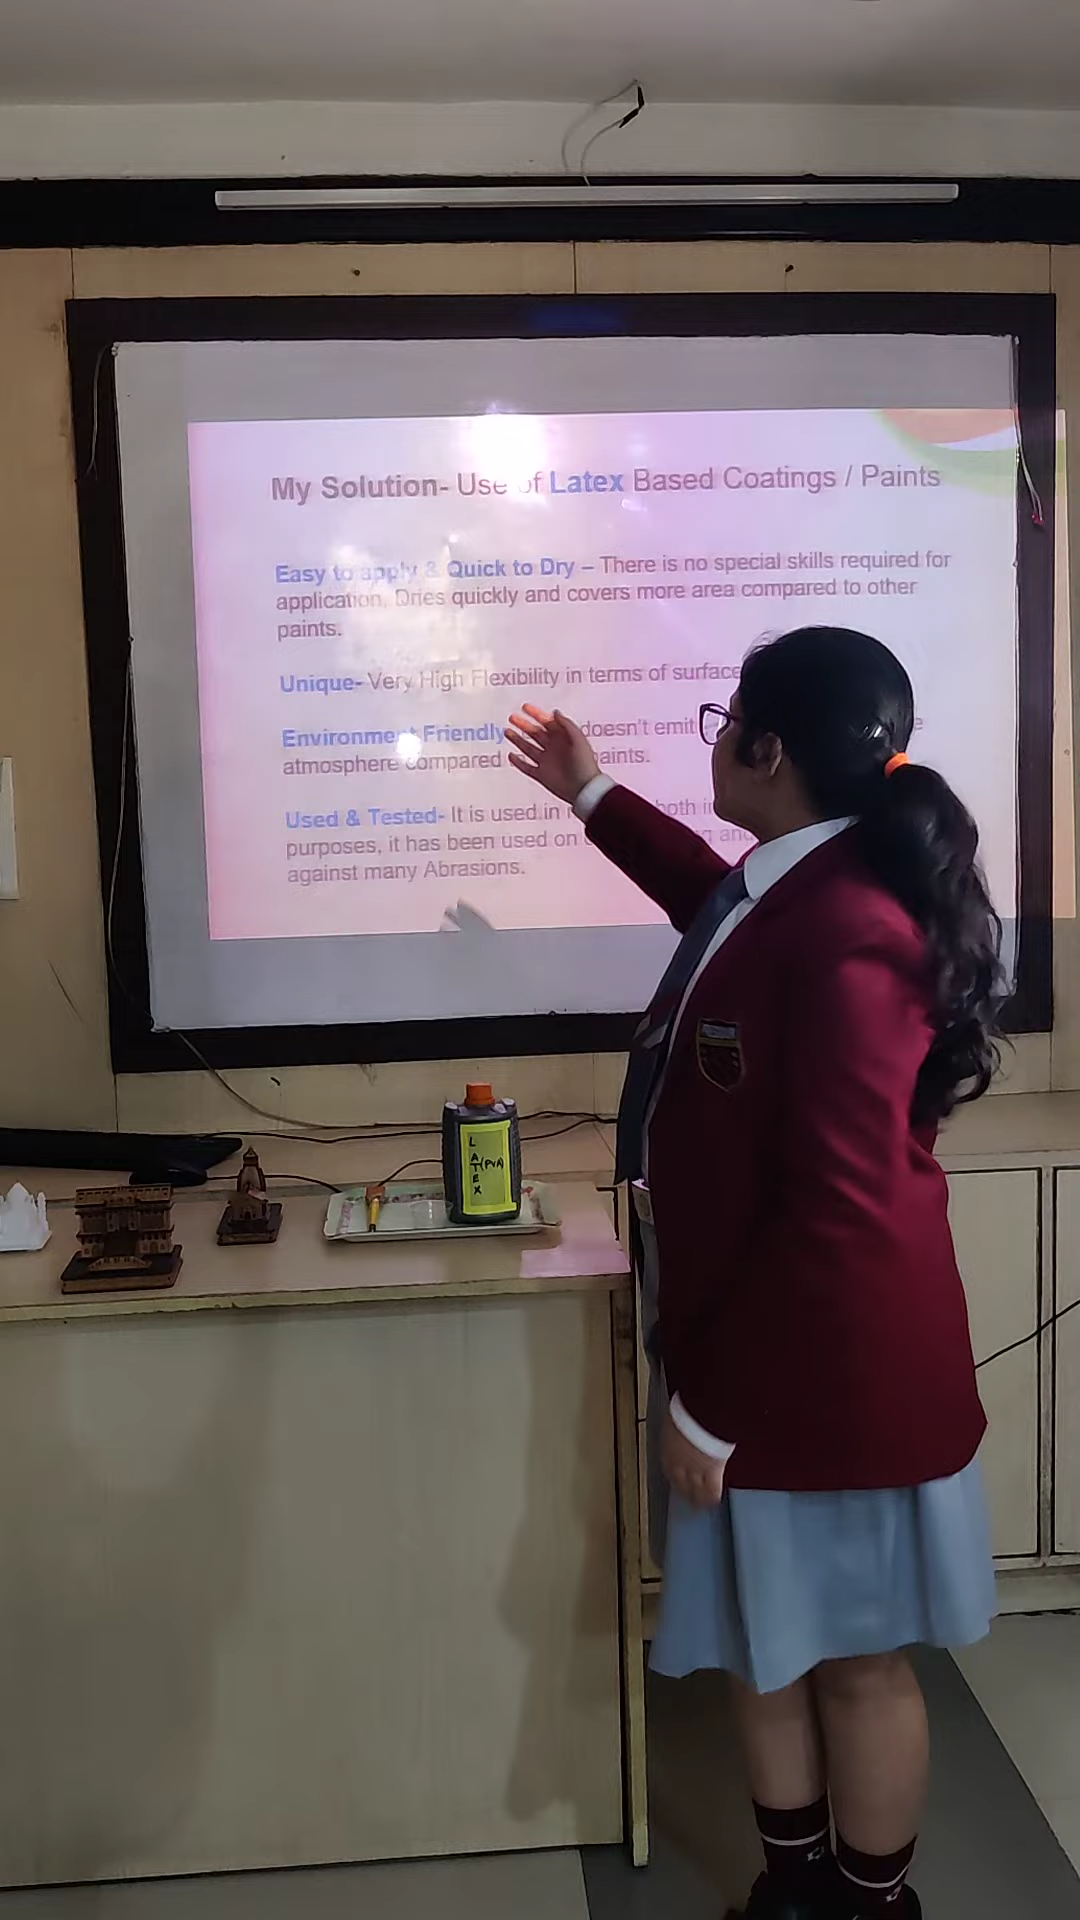 My Solution- Use of Latex Based Coatings / Paints
Easy to apply & Quick to Dry – There is no special skills required for
application, Dries quickly and covers more area compared to other
paints.
Unique- Very High Flexibility in terms of surface
Environment Friendly doesn't emit
atmosphere compared paints.
Used & Tested- It is used in both
purposes, it has been used on and
against many Abrasions.
LATEX (PVA)